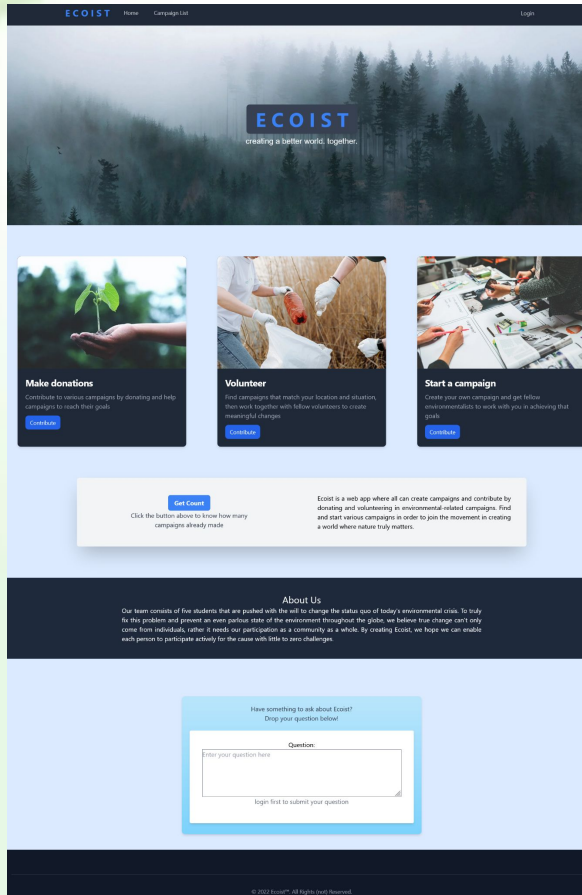 ECOIST Home Campaign List Login
ECOIST
creating a better world, together.
Make donations
Contribute to various campaigns by donating and help
campaigns to reach their goals
Contribute
Volunteer
Find campaigns that match your location and situation,
then work together with fellow volunteers to create
meaningful changes
Contribute
Start a campaign
Create your own campaign and get fellow
environmentalists to work with you in achieving that
goals
Contribute
Get Count
Click the button above to know how many
campaigns already made
Ecoist is a web app where all can create campaigns and contribute by
donating and volunteering in environmental-related campaigns. Find
and start various campaigns in order to join the movement in creating
a world where nature truly matters.
About Us
Our team consists of five students that are pushed with the will to change the status quo of today's environmental crisis. To truly
fix this problem and prevent an even parlous state of the environment throughout the globe, we believe true change can't only
come from individuals, rather it needs our participation as a community as a whole. By creating Ecoist, we hope we can enable
each person to participate actively for the cause with little to zero challenges.
Have something to ask about Ecoist?
Drop your question below!
Question:
Enter your question here
login first to submit your question
© 2022 Ecoist™. All Rights (not) Reserved.